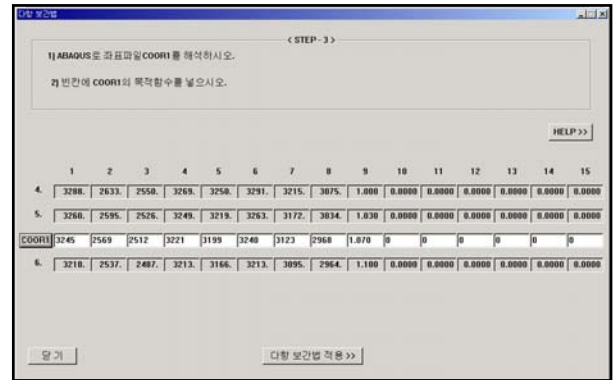 다항 보간법
< STEP - 3 >
1) ABAQUS로 좌표파일COOR1를 해석하시오.
2) 빈칸에 COOR1의 목적함수를 넣으시오.
HELP >>
1 2 3 4 5 6 7 8 9 10 11 12 13 14 15
4. 3288. 2633. 2550. 3269. 3250. 3291. 3215. 3075. 1.000 0.0000 0.0000 0.0000 0.0000 0.0000 0.0000
5. 3260. 2595. 2526. 3249. 3219. 3263. 3172. 3034. 1.030 0.0000 0.0000 0.0000 0.0000 0.0000 0.0000
COOR1 3245 2569 2512 3221 3199 3240 3123 2968 1.070 0 0 0 0 0 0
6. 3218. 2537. 2487. 3213. 3166. 3213. 3095. 2964. 1.100 0.0000 0.0000 0.0000 0.0000 0.0000 0.0000
닫 기
다항 보간법 적용 >>